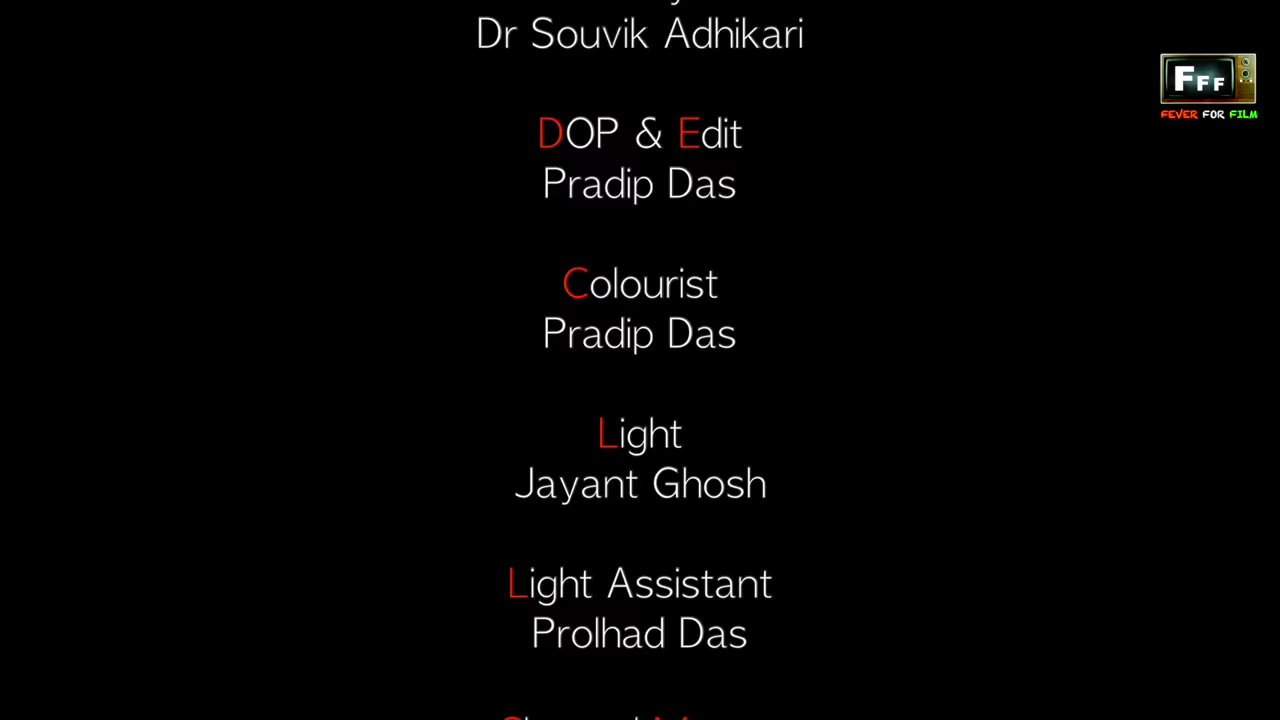 Dr Souvik Adhikari
DOP & Edit
Pradip Das
Colourist
Pradip Das
Light
Jayant Ghosh
Light Assistant
Prolhad Das
FFF
FEVER FOR FILM